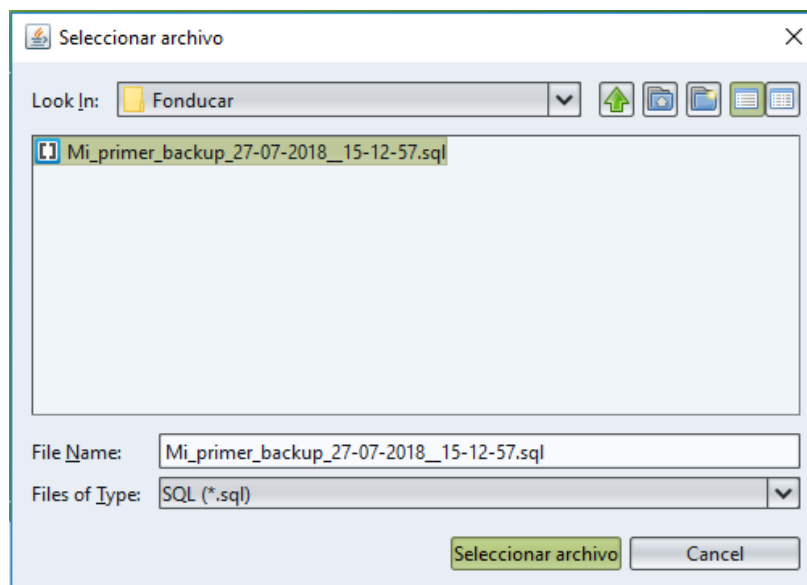 Seleccionar archivo
Look In: Fonducar
Mi_primer_backup_27-07-2018__15-12-57.sql
File Name: Mi_primer_backup_27-07-2018__15-12-57.sql
Files of Type: SQL (*.sql)
Seleccionar archivo Cancel